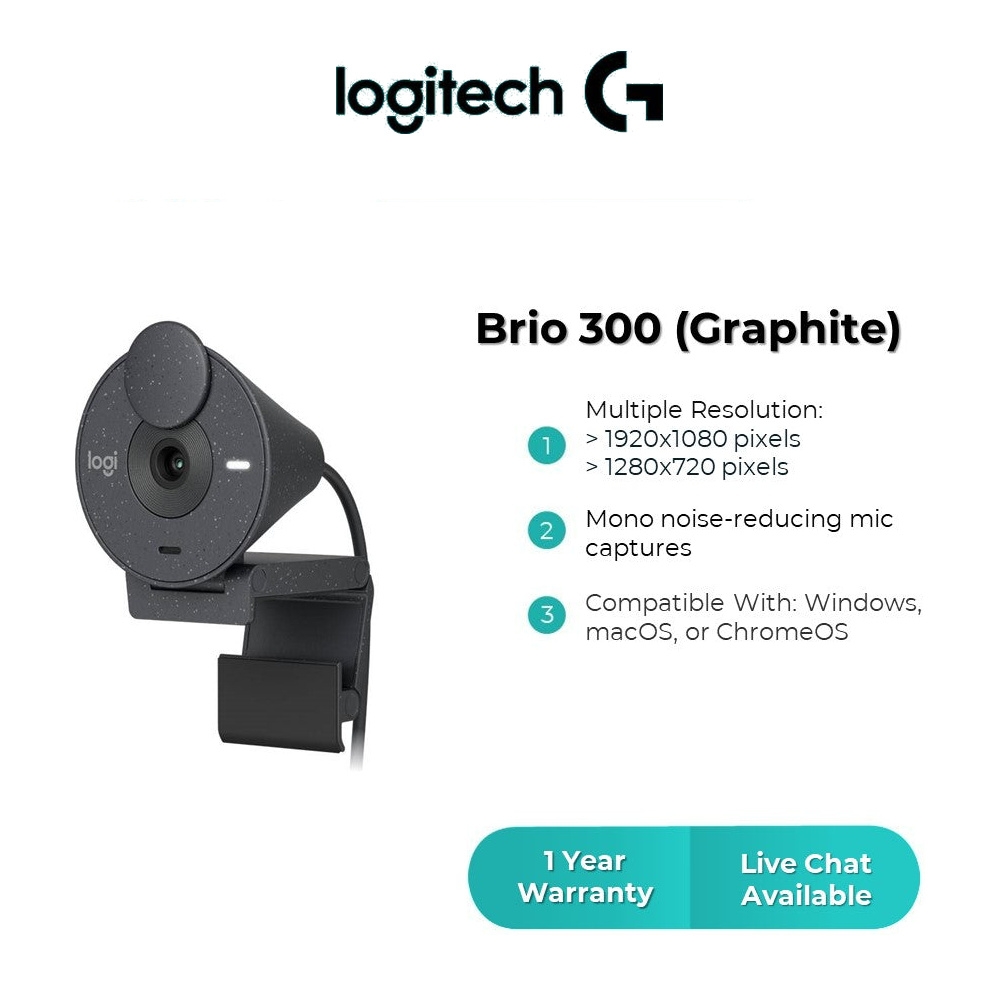 logitech G
Brio 300 (Graphite)
logi
1
Multiple Resolution:
> 1920x1080 pixels
> 1280x720 pixels
2
Mono noise-reducing mic
captures
3
Compatible With: Windows,
macOS, or ChromeOS
1 Year
Warranty
Live Chat
Available